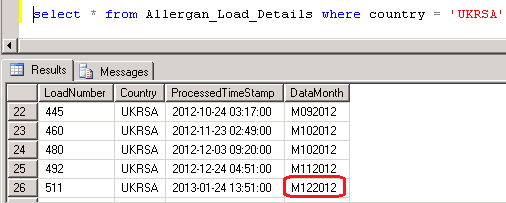 select * from Allergan_Load_Details where country = 'UKRSA'
Results Messages
LoadNumber Country ProcessedTimeStamp DataMonth
22 445 UKRSA 2012-10-24 03:17:00 M092012
23 460 UKRSA 2012-11-23 02:49:00 M102012
24 480 UKRSA 2012-12-03 09:20:00 M102012
25 492 UKRSA 2012-12-24 04:51:00 M112012
26 511 UKRSA 2013-01-24 13:51:00 M122012